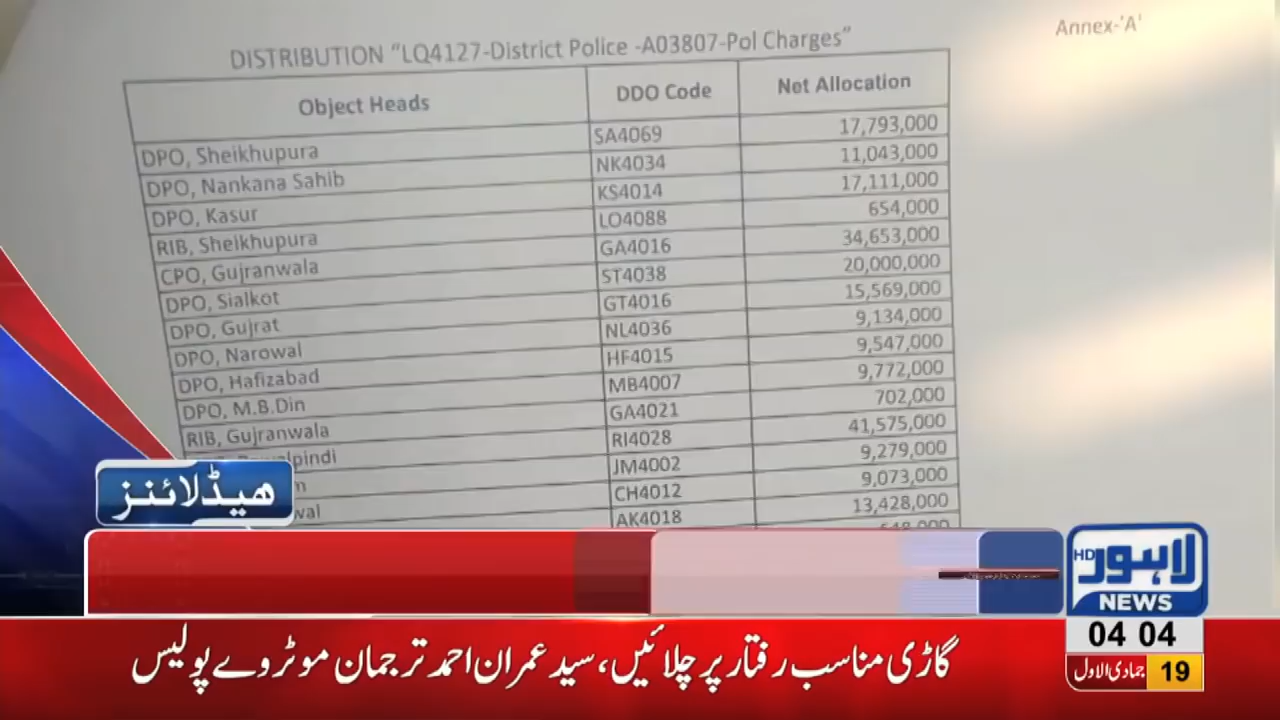 Annex-'A'
DISTRIBUTION "LQ4127-District Police -A03807-Pol Charges"
Object Heads DDO Code Net Allocation
DPO, Sheikhupura SA4069 17,793,000
DPO, Nankana Sahib NK4034 11,043,000
DPO, Kasur KS4014 17,111,000
RIB, Sheikhupura LO4088 654,000
CPO, Gujranwala GA4016 34,653,000
DPO, Sialkot ST4038 20,000,000
DPO, Gujrat GT4016 15,569,000
DPO, Narowal NL4036 9,134,000
DPO, Hafizabad HF4015 9,547,000
DPO, M.B.Din MB4007 9,772,000
RIB, Gujranwala GA4021 702,000
RI4028 41,575,000
JM4002 9,279,000
CH4012 9,073,000
AK4018 13,428,000
ھیڈلائنز
HD لاہور
NEWS
04 04
گاڑی مناسب رفتار پر چلائیں، سید عمران احمد ترجمان موٹروے پولیس
19 جمادی الاول